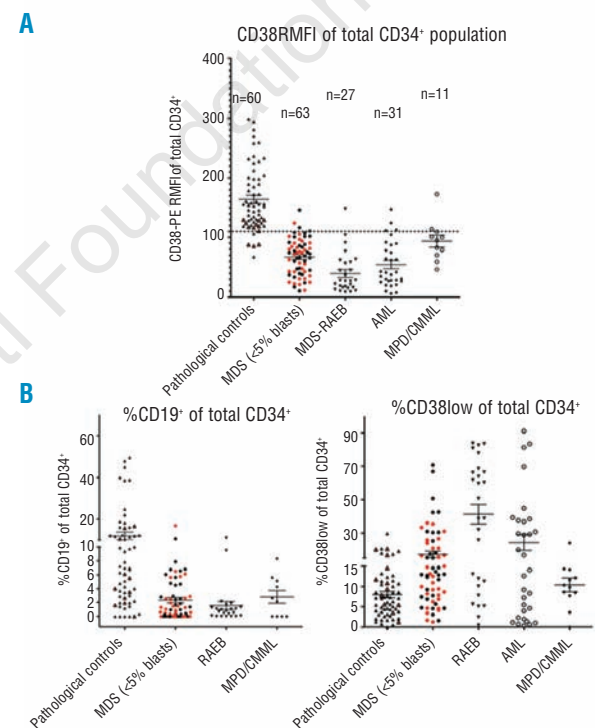 A
CD38RMFI of total CD34+ population
CD38-PE RMFIof total CD34+
400
300
200
100
0
n=60
n=63
n=27
n=31
n=11
Pathological controls
MDS (<5% blasts)
MDS-RAEB
AML
MPD/CMML
B
%CD19+ of total CD34+
%CD19+ of total CD34+
60
40
20
10
8
6
4
2
0
Pathological controls
MDS (<5% blasts)
RAEB
MPD/CMML
%CD38low of total CD34+
%CD38low of total CD34+
90
70
50
30
15
10
5
0
Pathological controls
MDS (<5% blasts)
RAEB
AML
MPD/CMML
ti Foundation